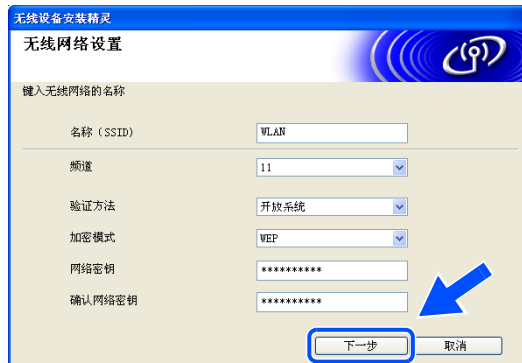 无线设备安装精灵
无线网络设置
键入无线网络的名称
名称（SSID） WLAN
频道 11
验证方法 开放系统
加密模式 WEP
网络密钥 **********
确认网络密钥 **********
下一步 取消